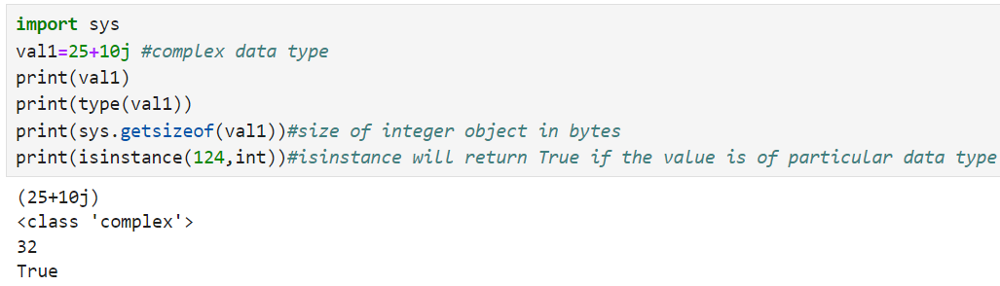 import sys
val1=25+10j #complex data type
print(val1)
print(type(val1))
print(sys.getsizeof(val1))#size of integer object in bytes
print(isinstance(124,int))#isinstance will return True if the value is of particular data type
(25+10j)
<class 'complex'>
32
True